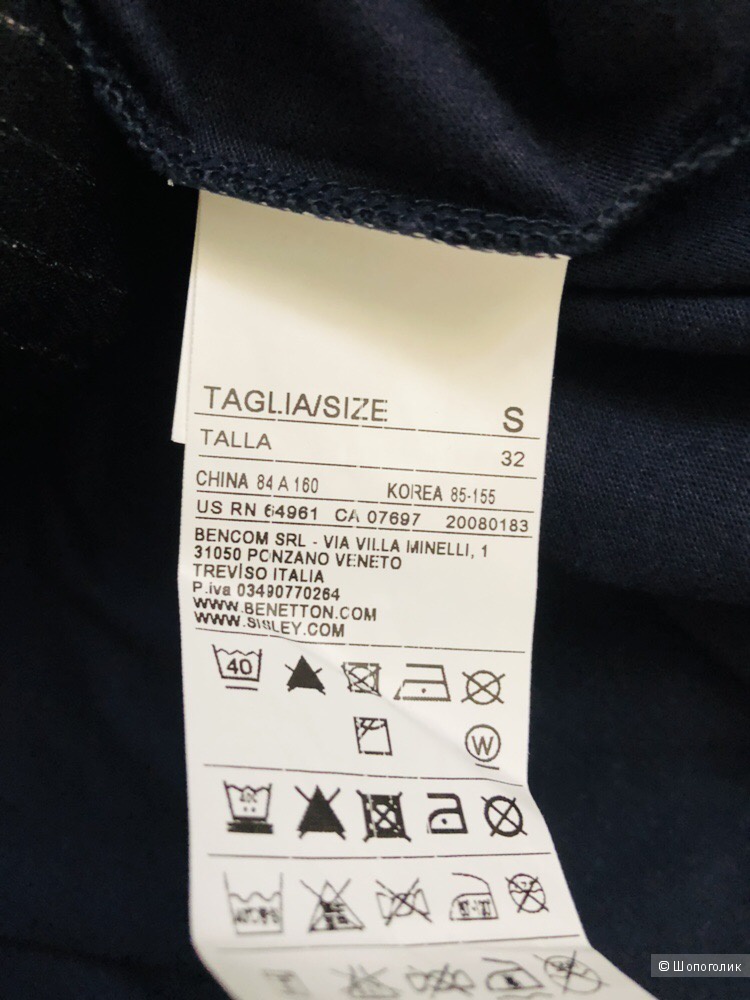 TAGLIA/SIZE S
TALLA 32
CHINA 84 A 160 KOREA 85-155
US RN 64961 CA 07697 20080183
BENCOM SRL - VIA VILLA MINELLI, 1
31050 PONZANO VENETO
TREVISO ITALIA
P.iva 03490770264
WWW.BENETTON.COM
WWW.SISLEY.COM
40
W
© Шопоголик